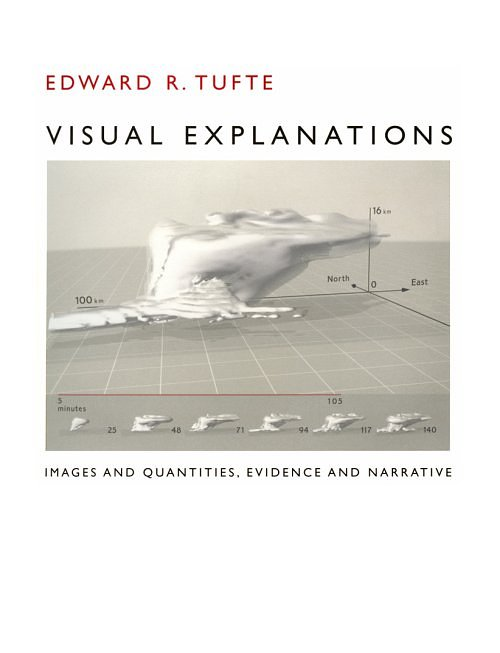 EDWARD R. TUFTE
VISUAL EXPLANATIONS
16 km
North
0
East
100 km
5
minutes
105
25
48
71
94
117
140
IMAGES AND QUANTITIES, EVIDENCE AND NARRATIVE